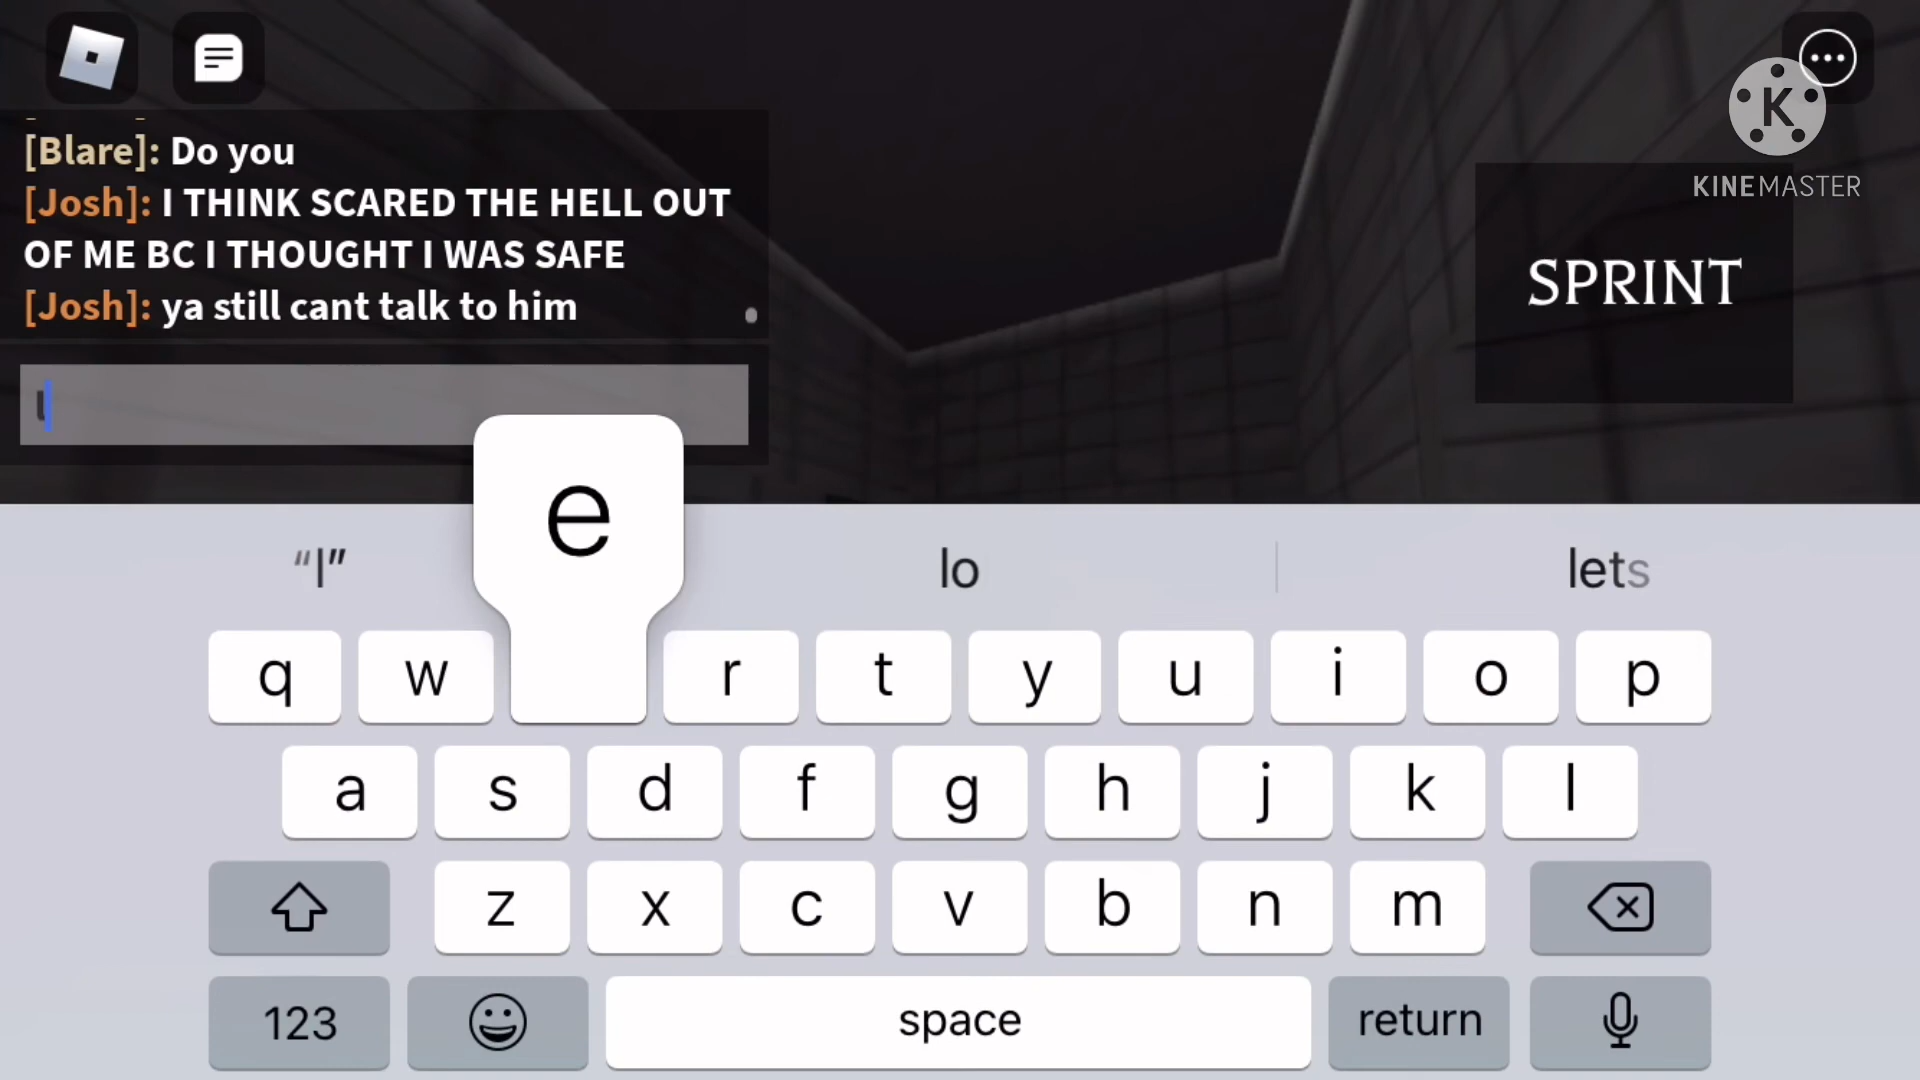 [Blare]: Do you
[Josh]: I THINK SCARED THE HELL OUT
OF ME BC I THOUGHT I WAS SAFE
[Josh]: ya still cant talk to him
l
K
KINEMASTER
SPRINT
e
“l” lo lets
q w r t y u i o p
a s d f g h j k l
z x c v b n m
123 space return